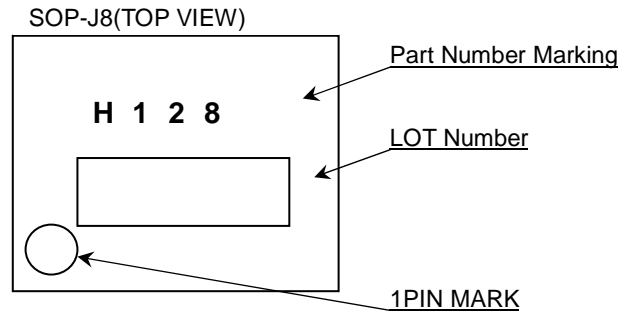 SOP-J8(TOP VIEW)
Part Number Marking
H 1 2 8
LOT Number
1PIN MARK